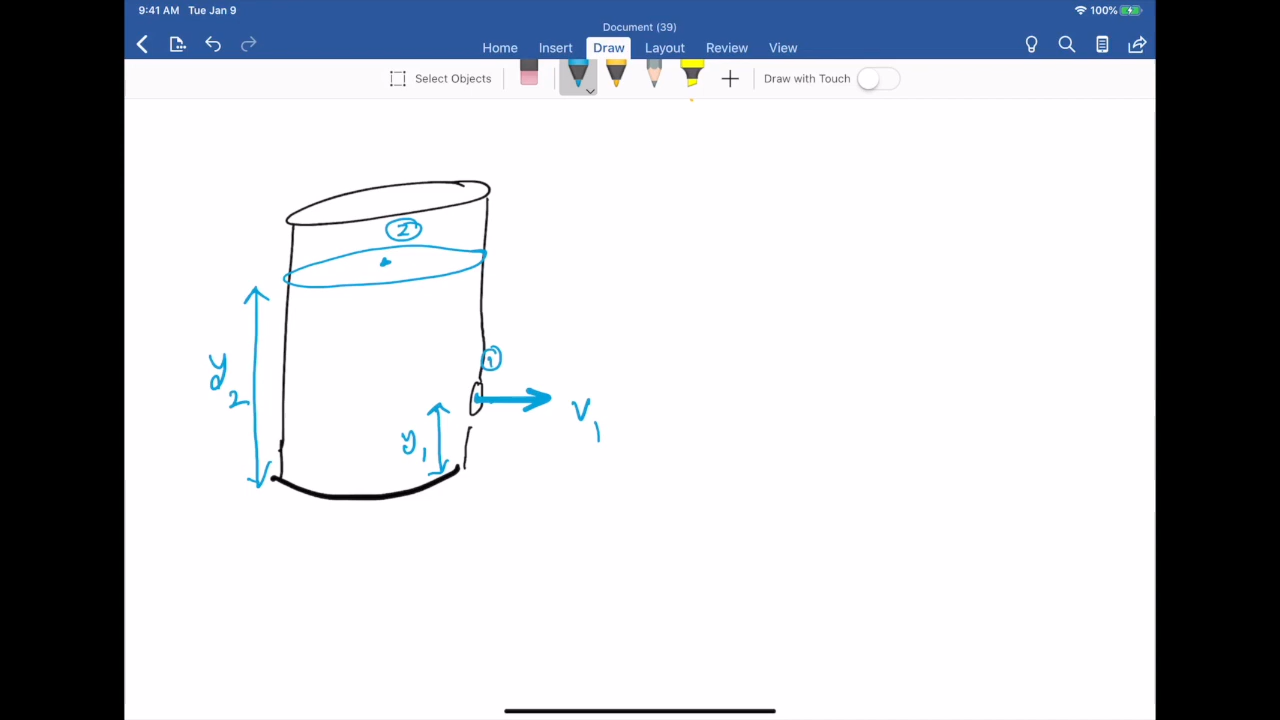 9:41 AM Tue Jan 9
100%
Document (39)
Home Insert Draw Layout Review View
Select Objects
Draw with Touch
2
1
y2
y1
v1